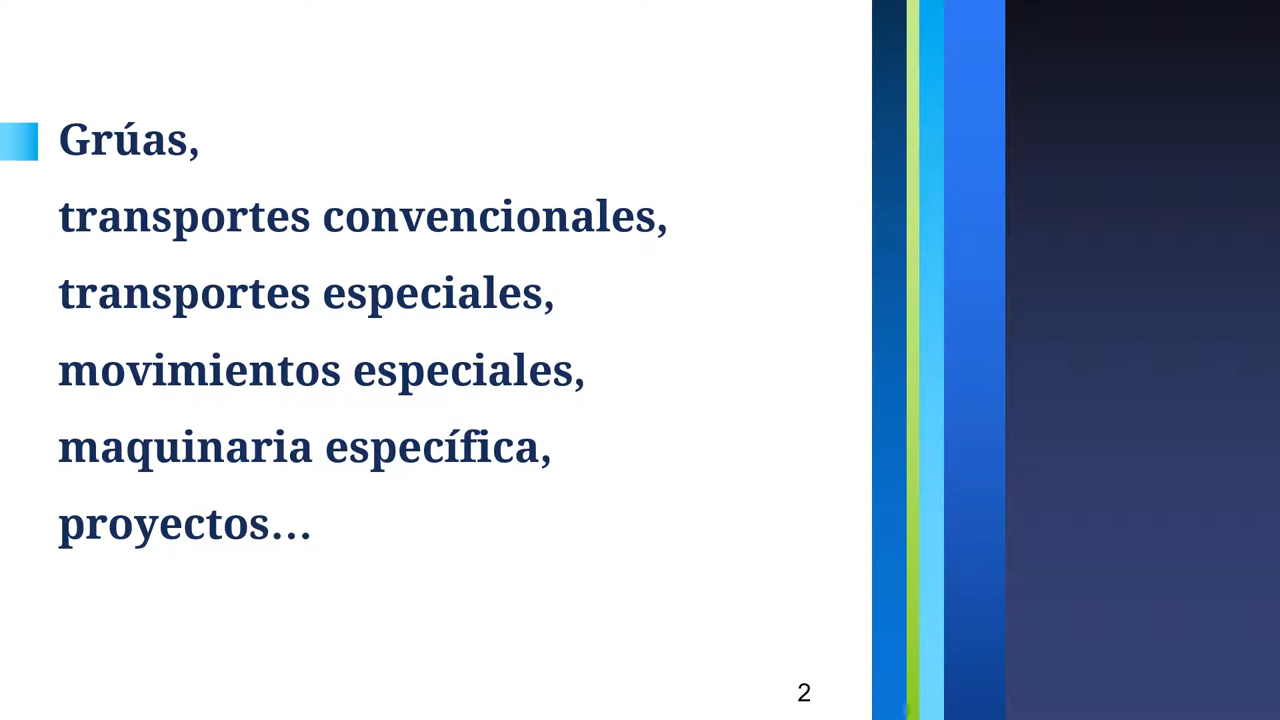 Grúas,
transportes convencionales,
transportes especiales,
movimientos especiales,
maquinaria específica,
proyectos...
2